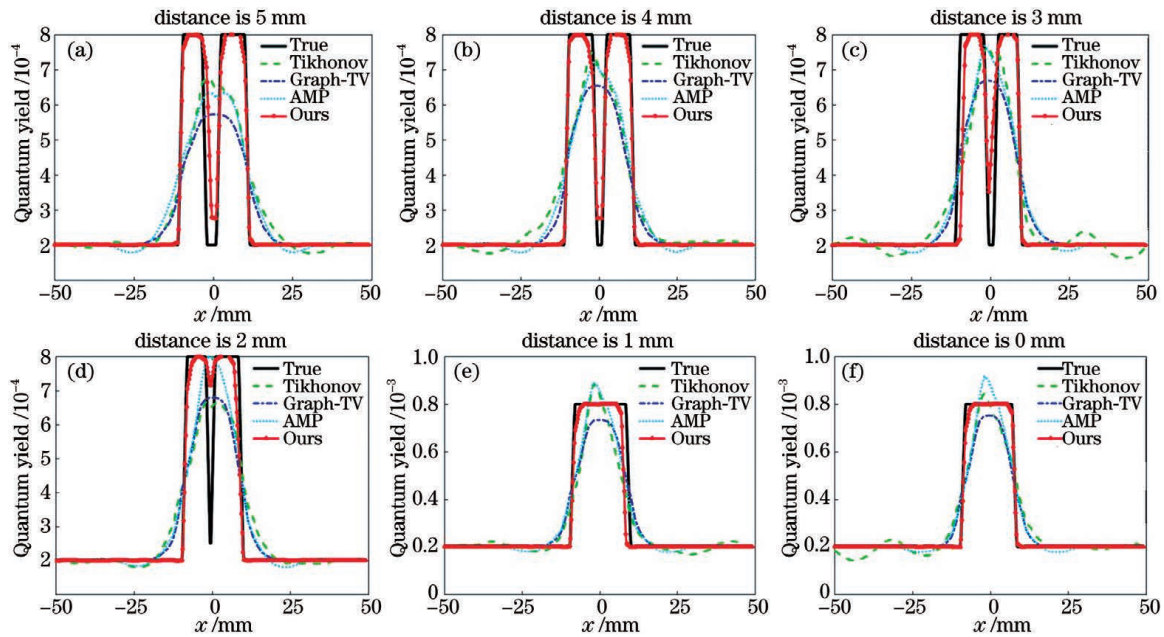 distance is 5 mm
distance is 4 mm
distance is 3 mm
(a)
True
Tikhonov
Graph-TV
AMP
Ours
Quantum yield /10⁻⁴
8
7
6
5
4
3
2
−50
−25
0
25
50
x /mm
(b)
True
Tikhonov
Graph-TV
AMP
Ours
Quantum yield /10⁻⁴
8
7
6
5
4
3
2
−50
−25
0
25
50
x /mm
(c)
True
Tikhonov
Graph-TV
AMP
Ours
Quantum yield /10⁻⁴
8
7
6
5
4
3
2
−50
−25
0
25
50
x /mm
distance is 2 mm
distance is 1 mm
distance is 0 mm
(d)
True
Tikhonov
Graph-TV
AMP
Ours
Quantum yield /10⁻⁴
8
7
6
5
4
3
2
−50
−25
0
25
50
x /mm
(e)
True
Tikhonov
Graph-TV
AMP
Ours
Quantum yield /10⁻³
1.0
0.8
0.6
0.4
0.2
0
−50
−25
0
25
50
x /mm
(f)
True
Tikhonov
Graph-TV
AMP
Ours
Quantum yield /10⁻³
1.0
0.8
0.6
0.4
0.2
0
−50
−25
0
25
50
x /mm